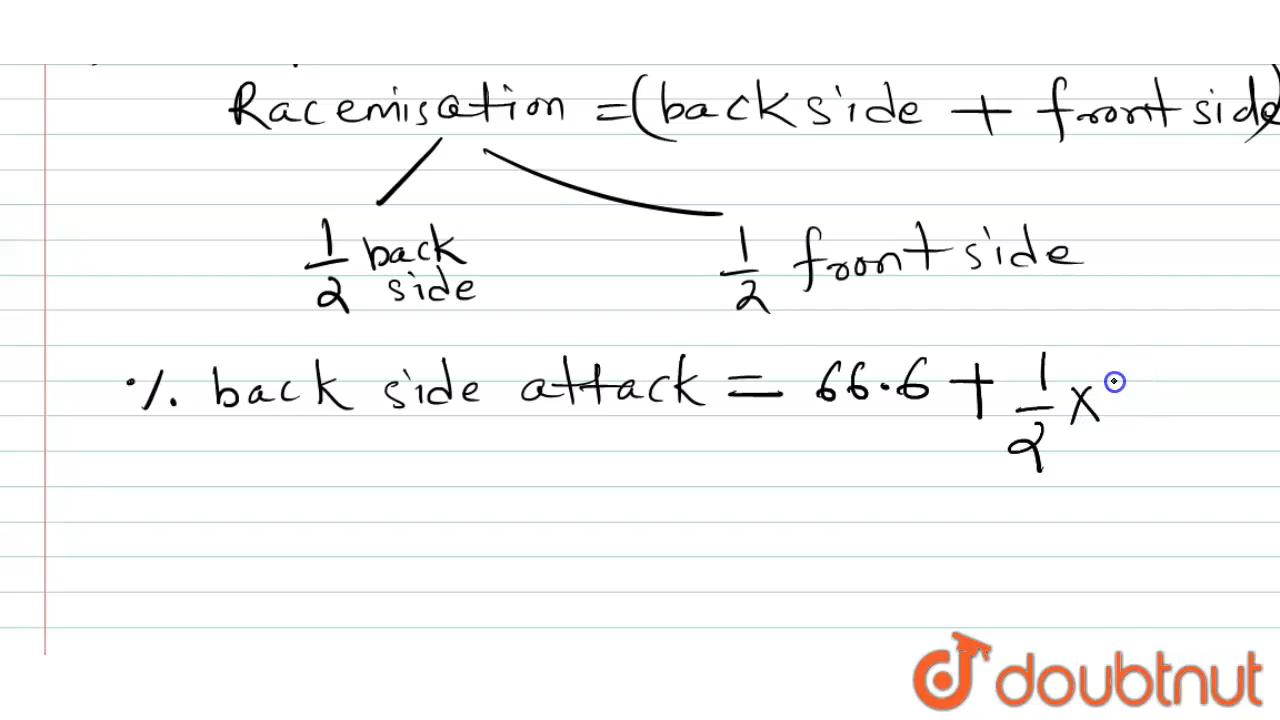 Racemisation = (back side + front side)
1/2 back side 1/2 front side
·/. back side attack = 66.6 + 1/2 x
doubtnut